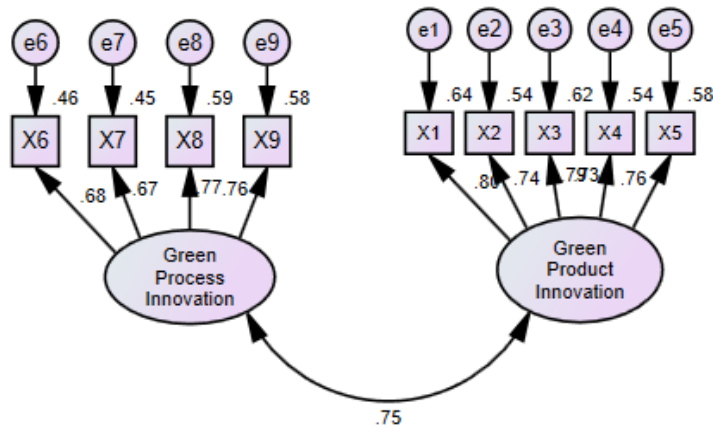 e6 e7 e8 e9 e1 e2 e3 e4 e5
.46 .45 .59 .58 .64 .54 .62 .54 .58
X6 X7 X8 X9 X1 X2 X3 X4 X5
.68 .67 .77 .76 .80 .74 .79 .73 .76
Green
Process
Innovation
Green
Product
Innovation
.75